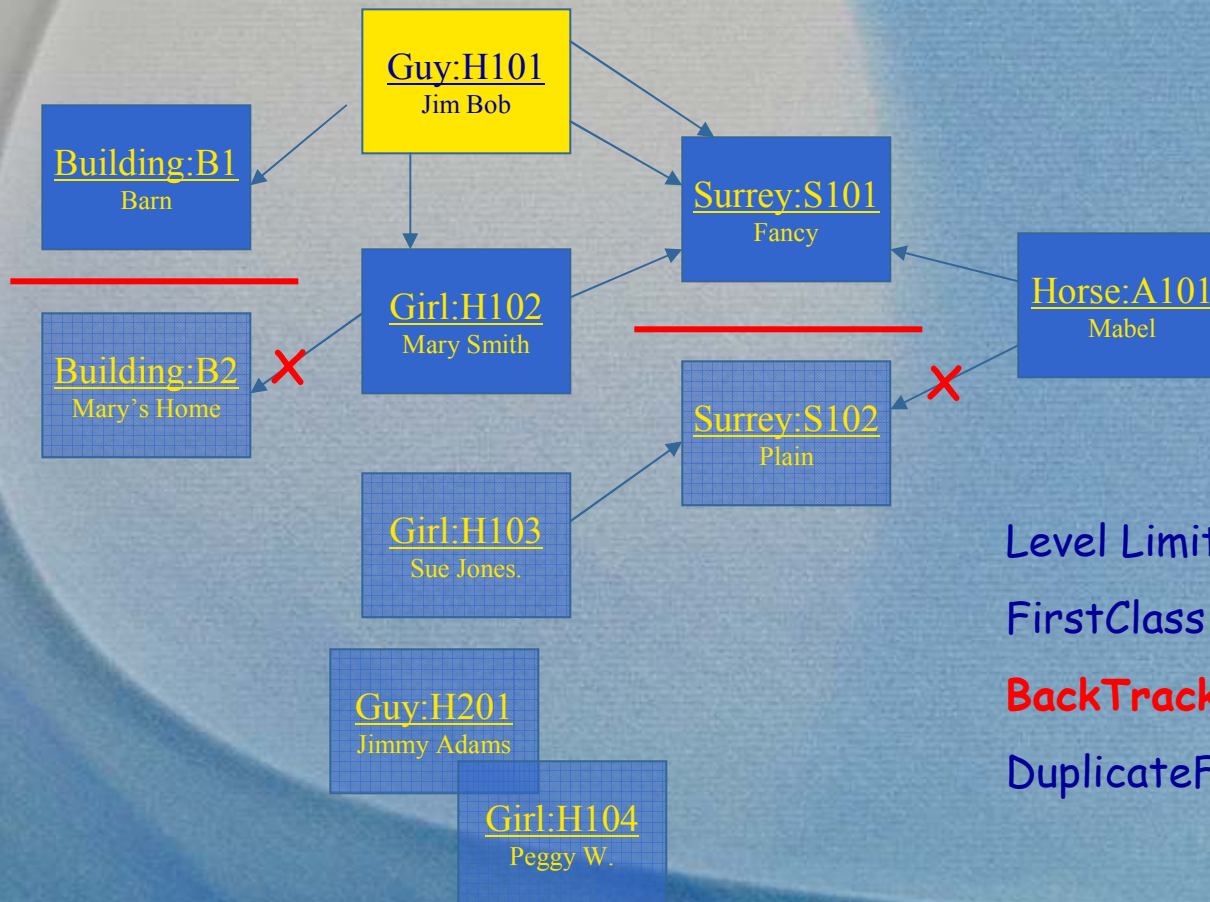 Guy:H101
Jim Bob
Building:B1
Barn
Surrey:S101
Fancy
Girl:H102
Mary Smith
Horse:A101
Mabel
Building:B2
Mary’s Home
Surrey:S102
Plain
Girl:H103
Sue Jones.
Level Limit
FirstClass
BackTrack
Guy:H201
Jimmy Adams
DuplicateF
Girl:H104
Peggy W.
X
X